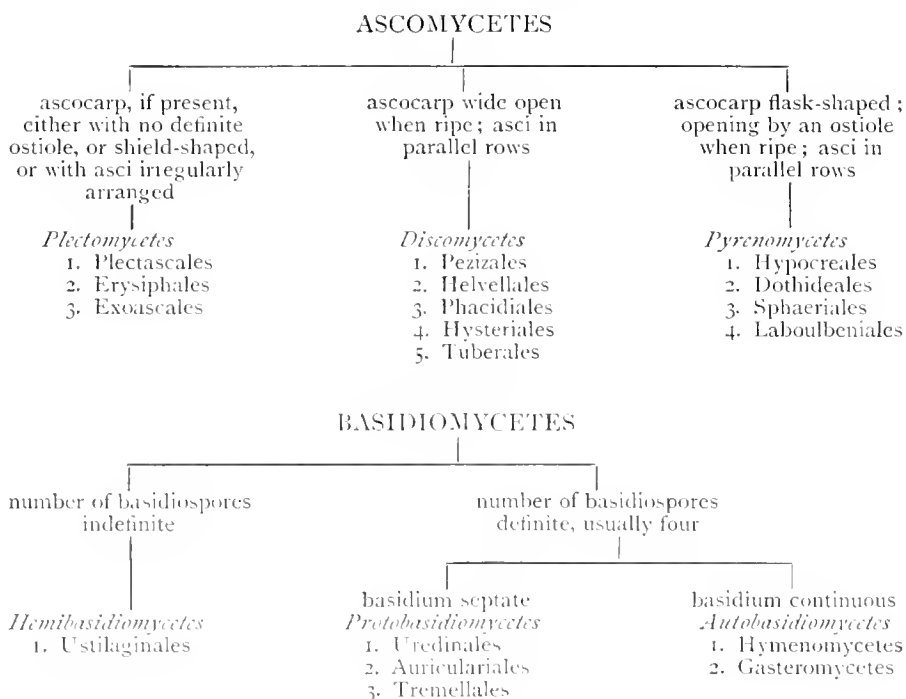 ASCOMYCETES
ascocarp, if present,
either with no definite
ostiole, or shield-shaped,
or with asci irregularly
arranged
Plectomycetes
1. Plectascales
2. Erysiphales
3. Exoascales
ascocarp wide open
when ripe; asci in
parallel rows
Discomycetes
1. Pezizales
2. Helvellales
3. Phacidiales
4. Hysteriales
5. Tuberales
ascocarp flask-shaped;
opening by an ostiole
when ripe; asci in
parallel rows
Pyrenomycetes
1. Hypocreales
2. Dothideales
3. Sphaeriales
4. Laboulbeniales
BASIDIOMYCETES
number of basidiospores
indefinite
Hemibasidiomycetes
1. Ustilaginales
number of basidiospores
definite, usually four
basidium septate
Protobasidiomycetes
1. Uredinales
2. Auriculariales
3. Tremellales
basidium continuous
Autobasidiomycetes
1. Hymenomycetes
2. Gasteromycetes